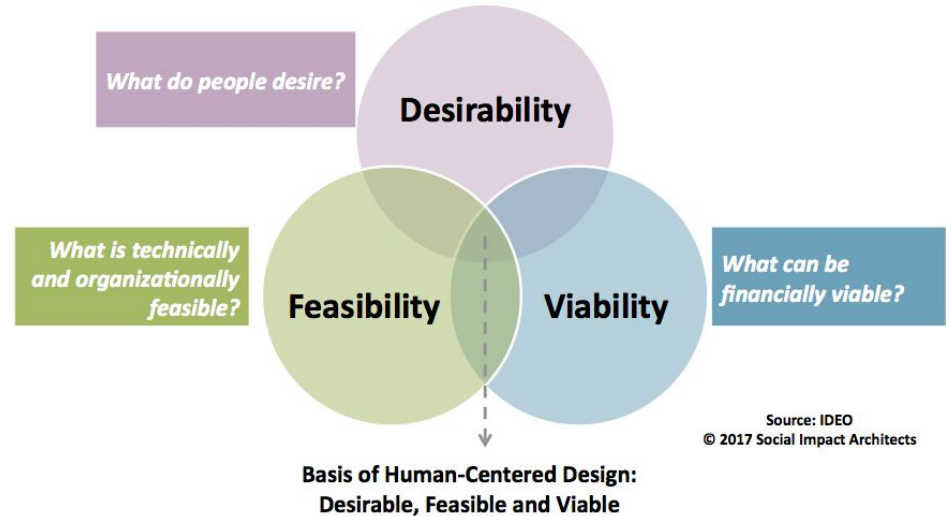 What do people desire?
Desirability
What is technically
and organizationally
feasible?
Feasibility
Viability
What can be
financially viable?
Source: IDEO
© 2017 Social Impact Architects
Basis of Human-Centered Design:
Desirable, Feasible and Viable